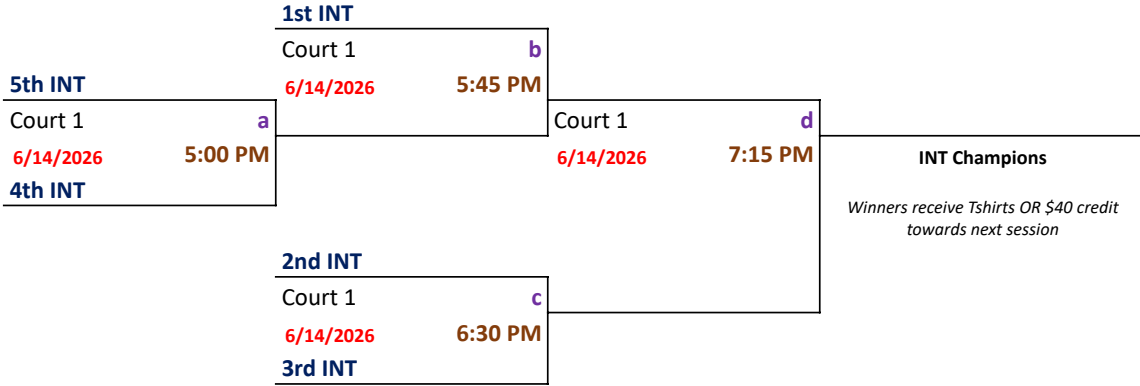 1st INT
Court 1 b
5th INT
6/14/2026 5:45 PM
Court 1 a
Court 1 d
6/14/2026 5:00 PM
6/14/2026 7:15 PM
INT Champions
4th INT
Winners receive Tshirts OR $40 credit
towards next session
2nd INT
Court 1 c
6/14/2026 6:30 PM
3rd INT